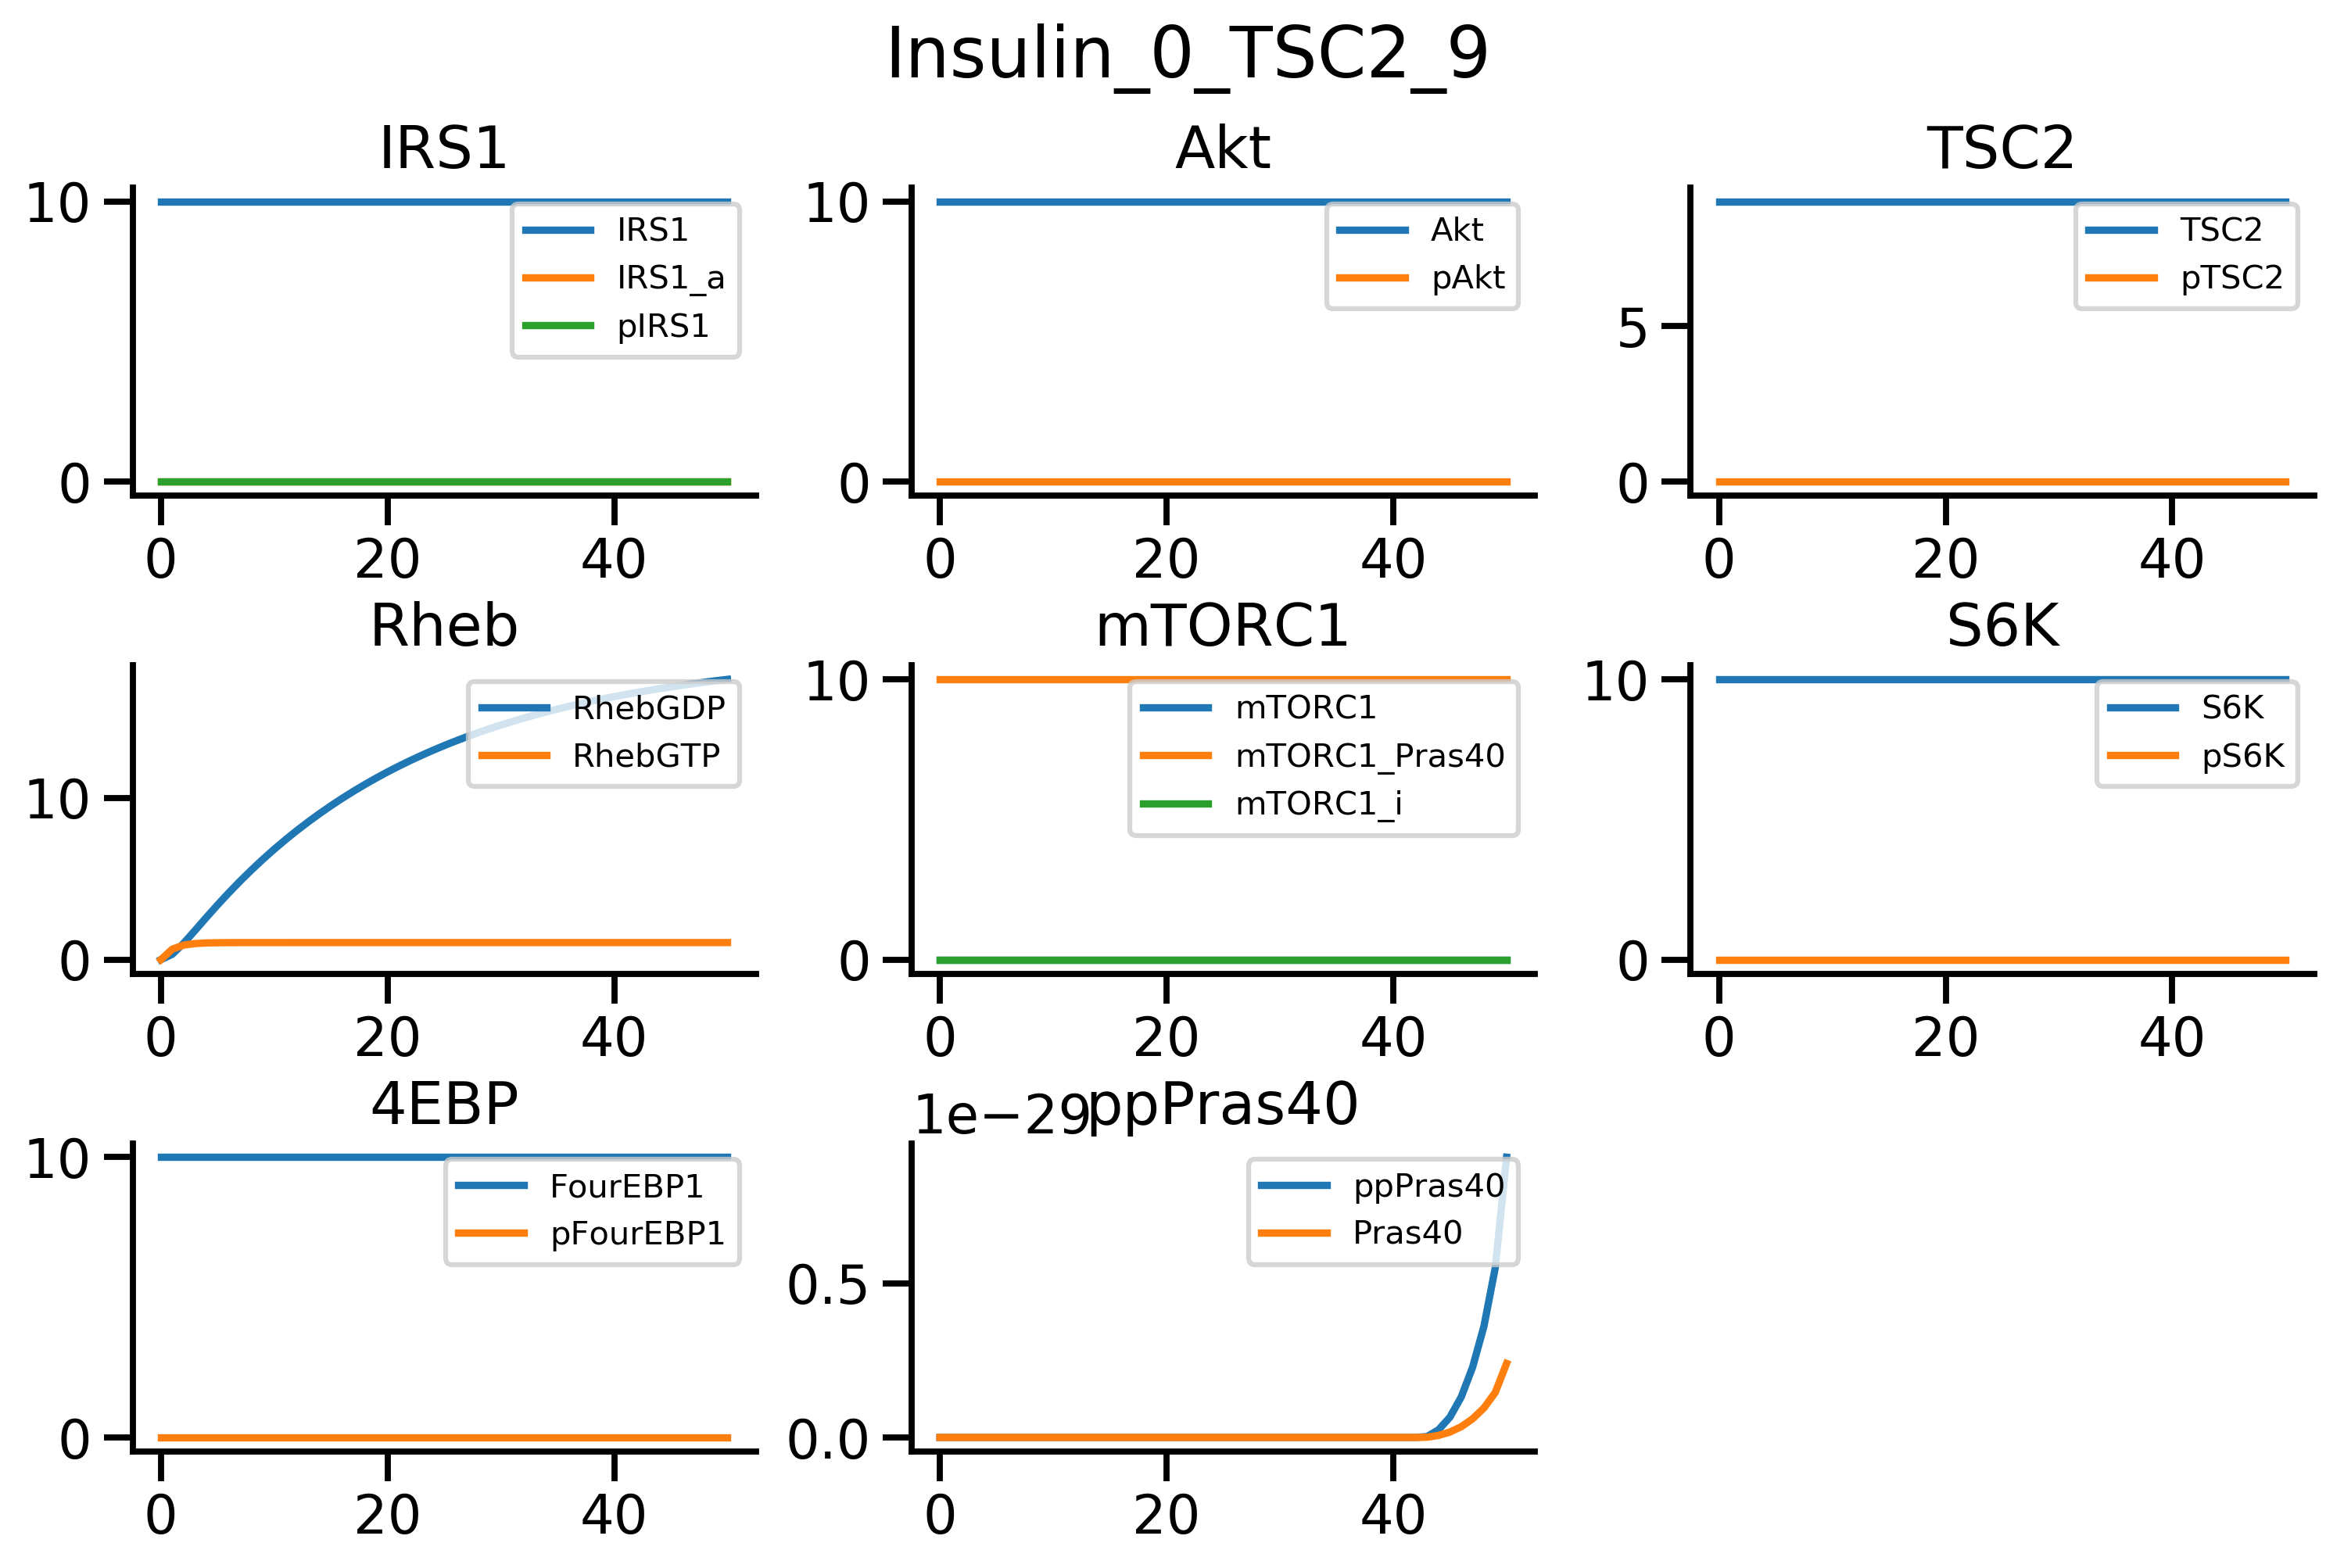 Insulin_0_TSC2_9
IRS1
10
0
0 20 40
IRS1
IRS1_a
pIRS1
Akt
10
0
0 20 40
Akt
pAkt
TSC2
5
0
0 20 40
TSC2
pTSC2
Rheb
10
0
0 20 40
RhebGDP
RhebGTP
mTORC1
10
0
0 20 40
mTORC1
mTORC1_Pras40
mTORC1_i
S6K
10
0
0 20 40
S6K
pS6K
4EBP
10
0
0 20 40
FourEBP1
pFourEBP1
1e−29
ppPras40
0.5
0.0
0 20 40
ppPras40
Pras40